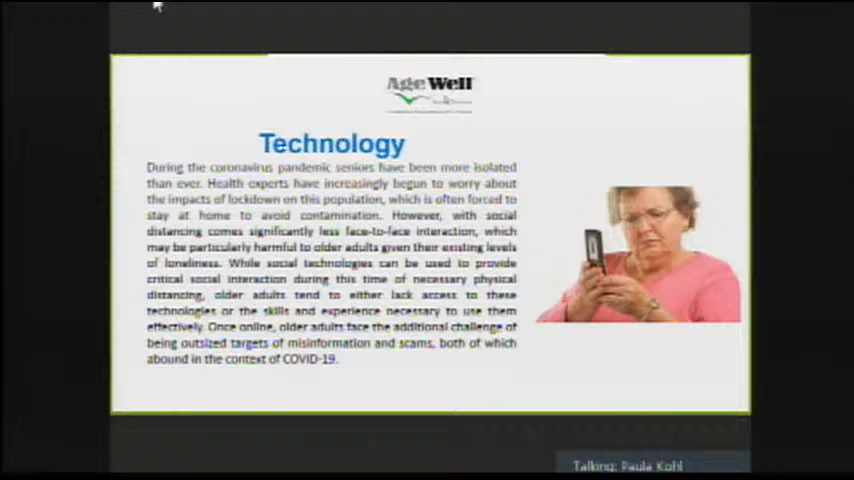 AgeWell
Technology
During the coronavirus pandemic seniors have been more isolated
than ever. Health experts have increasingly begun to worry about
the impacts of lockdown on this population, which is often forced to
stay at home to avoid contamination. However, with social
distancing comes significantly less face-to-face interaction, which
may be particularly harmful to older adults given their existing levels
of loneliness. While social technologies can be used to provide
critical social interaction during this time of necessary physical
distancing, older adults tend to either lack access to these
technologies or the skills and experience necessary to use them
effectively. Once online, older adults face the additional challenge of
being outsized targets of misinformation and scams, both of which
abound in the context of COVID-19.
Talking: Paula Kohl